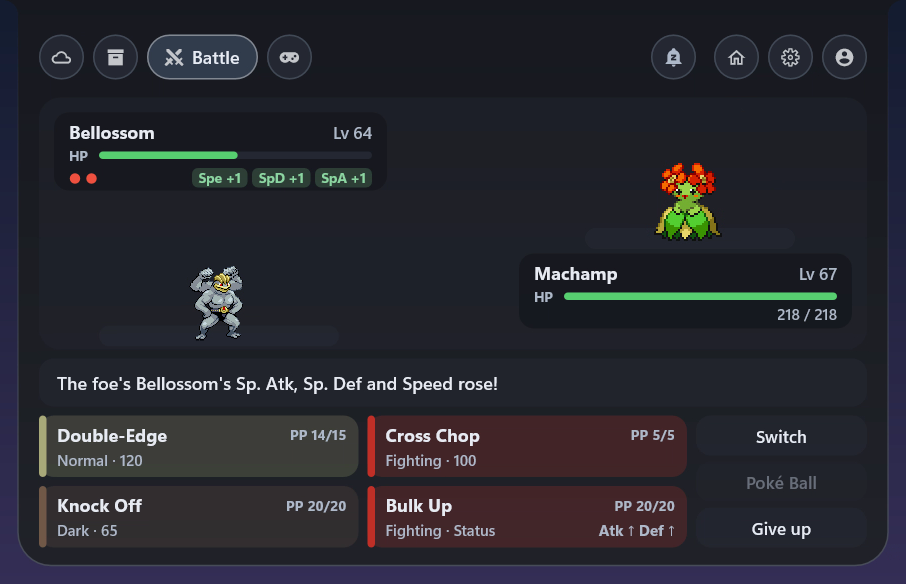 Battle
Bellossom Lv 64
HP
Spe +1 SpD +1 SpA +1
Machamp Lv 67
HP
218 / 218
The foe's Bellossom's Sp. Atk, Sp. Def and Speed rose!
Double-Edge PP 14/15
Normal · 120
Cross Chop PP 5/5
Fighting · 100
Knock Off PP 20/20
Dark · 65
Bulk Up PP 20/20
Fighting · Status Atk ↑ Def ↑
Switch
Poké Ball
Give up